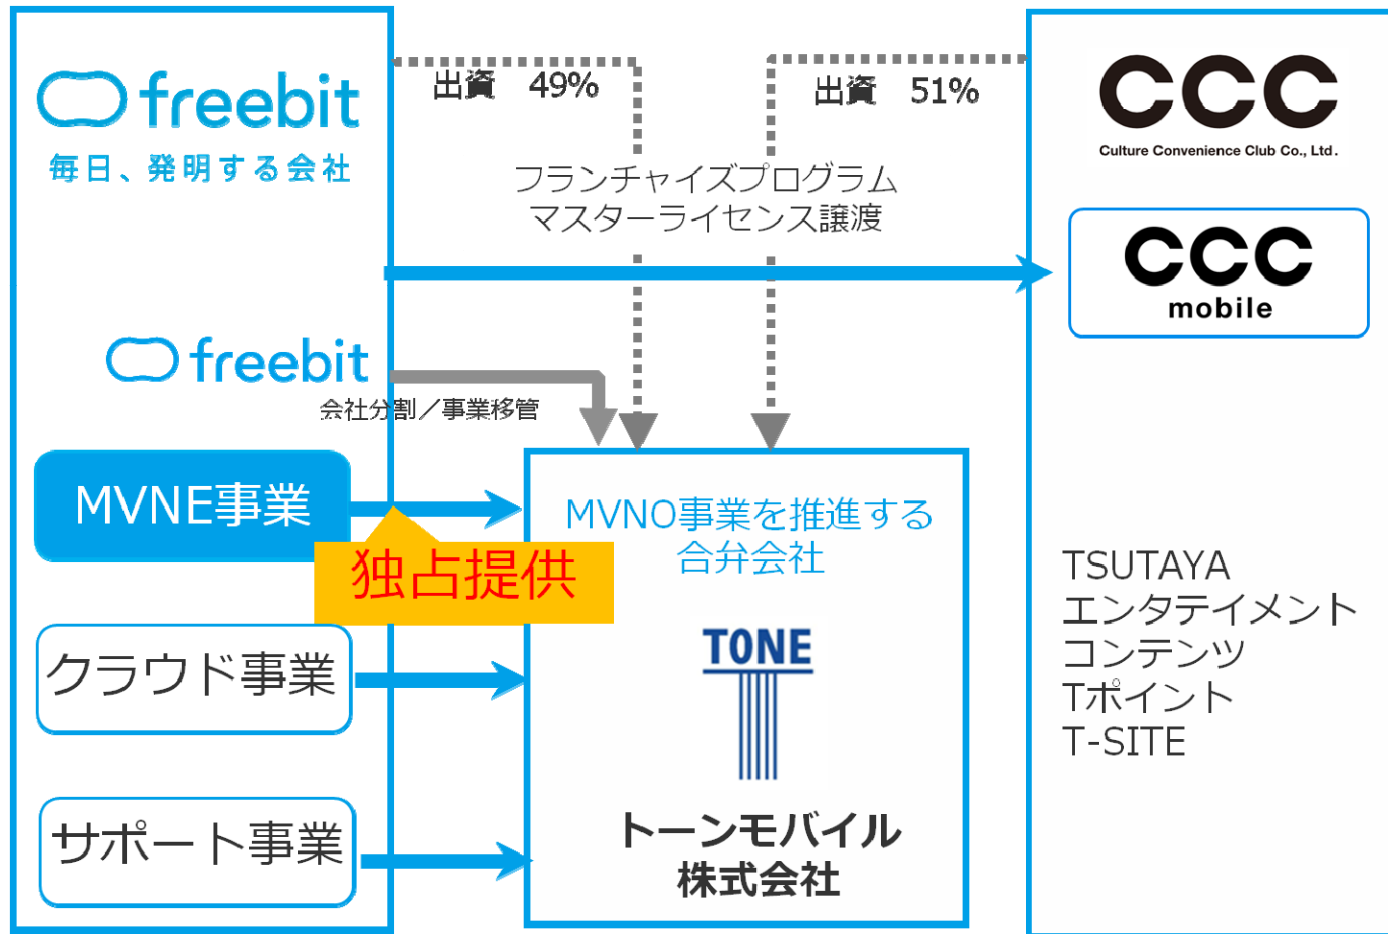 freebit
毎日、発明する会社
出資 49%
出資 51%
フランチャイズプログラム
マスターライセンス譲渡
CCC
Culture Convenience Club Co., Ltd.
CCC
mobile
freebit
会社分割／事業移管
MVNE事業
独占提供
クラウド事業
サポート事業
MVNO事業を推進する
合弁会社
TONE
トーンモバイル
株式会社
TSUTAYA
エンタテイメント
コンテンツ
Tポイント
T-SITE